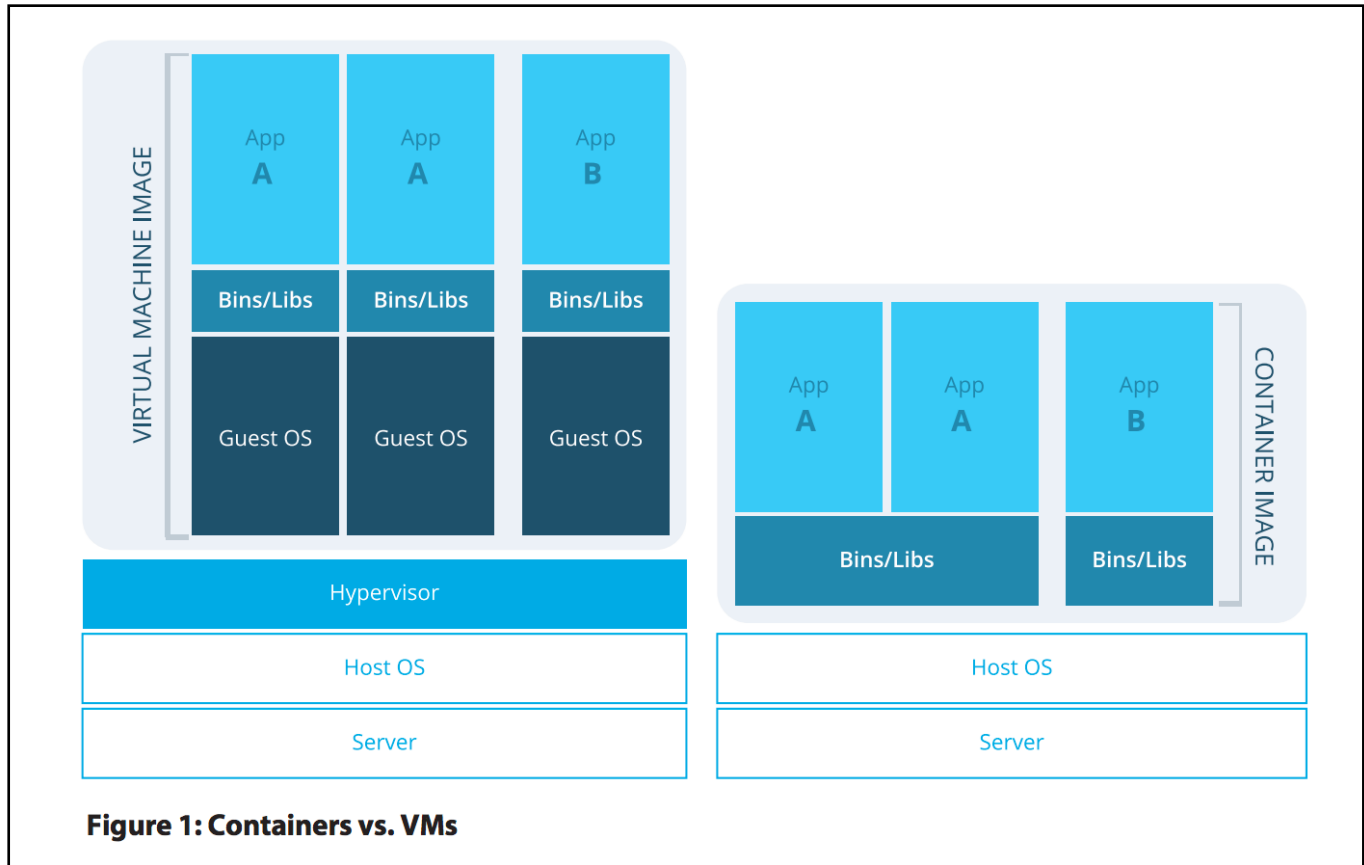 VIRTUAL MACHINE IMAGE
App
A
App
A
App
B
Bins/Libs
Bins/Libs
Bins/Libs
Guest OS
Guest OS
Guest OS
Hypervisor
Host OS
Server
App
A
App
A
App
B
Bins/Libs
Bins/Libs
CONTAINER IMAGE
Host OS
Server
Figure 1: Containers vs. VMs